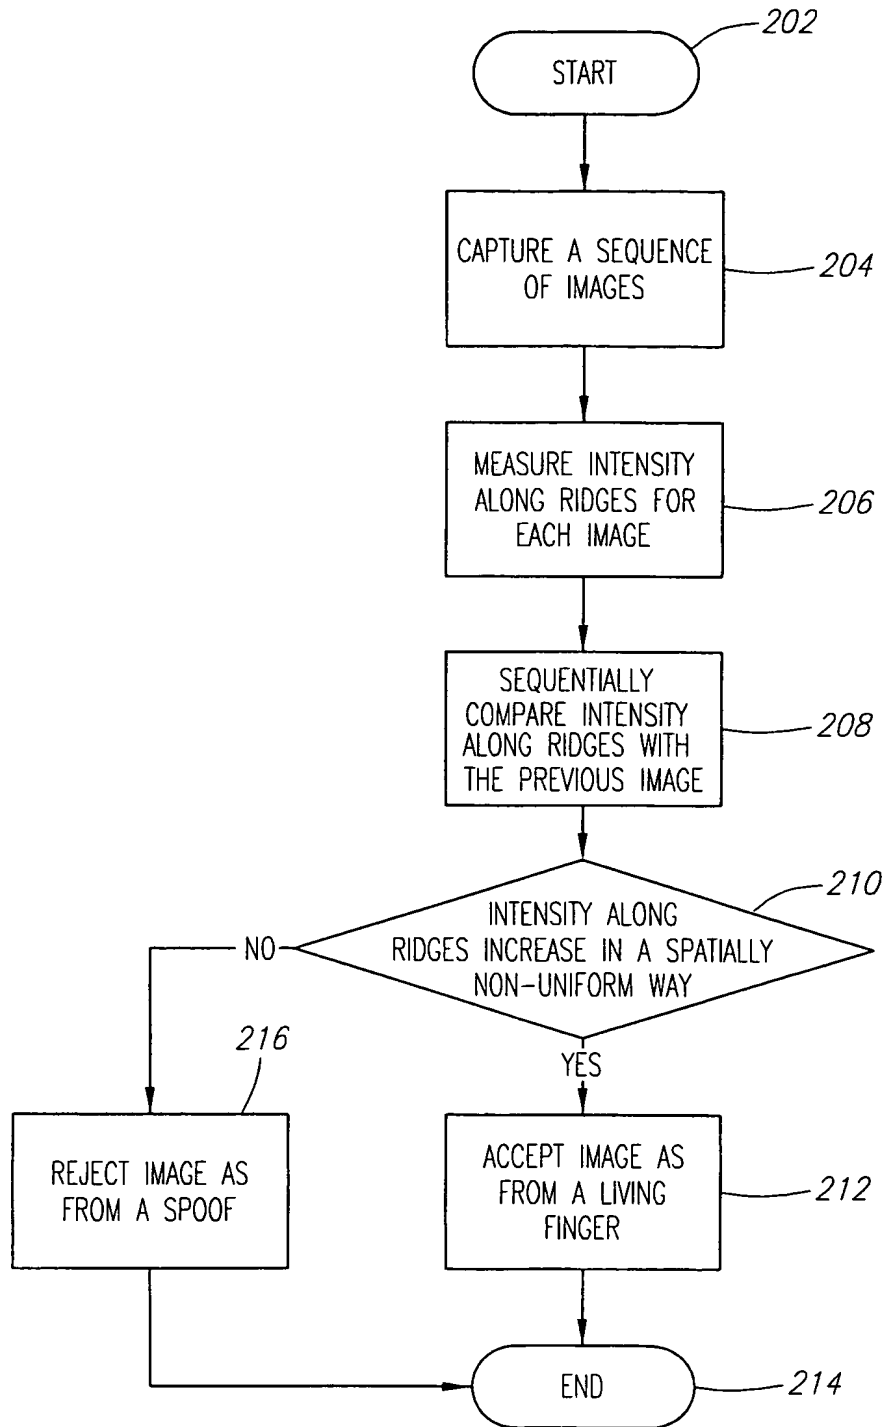 202
START
CAPTURE A SEQUENCE
OF IMAGES
204
MEASURE INTENSITY
ALONG RIDGES FOR
EACH IMAGE
206
SEQUENTIALLY
COMPARE INTENSITY
ALONG RIDGES WITH
THE PREVIOUS IMAGE
208
210
INTENSITY ALONG
RIDGES INCREASE IN A SPATIALLY
NON-UNIFORM WAY
NO
YES
216
REJECT IMAGE AS
FROM A SPOOF
ACCEPT IMAGE AS
FROM A LIVING
FINGER
212
END
214